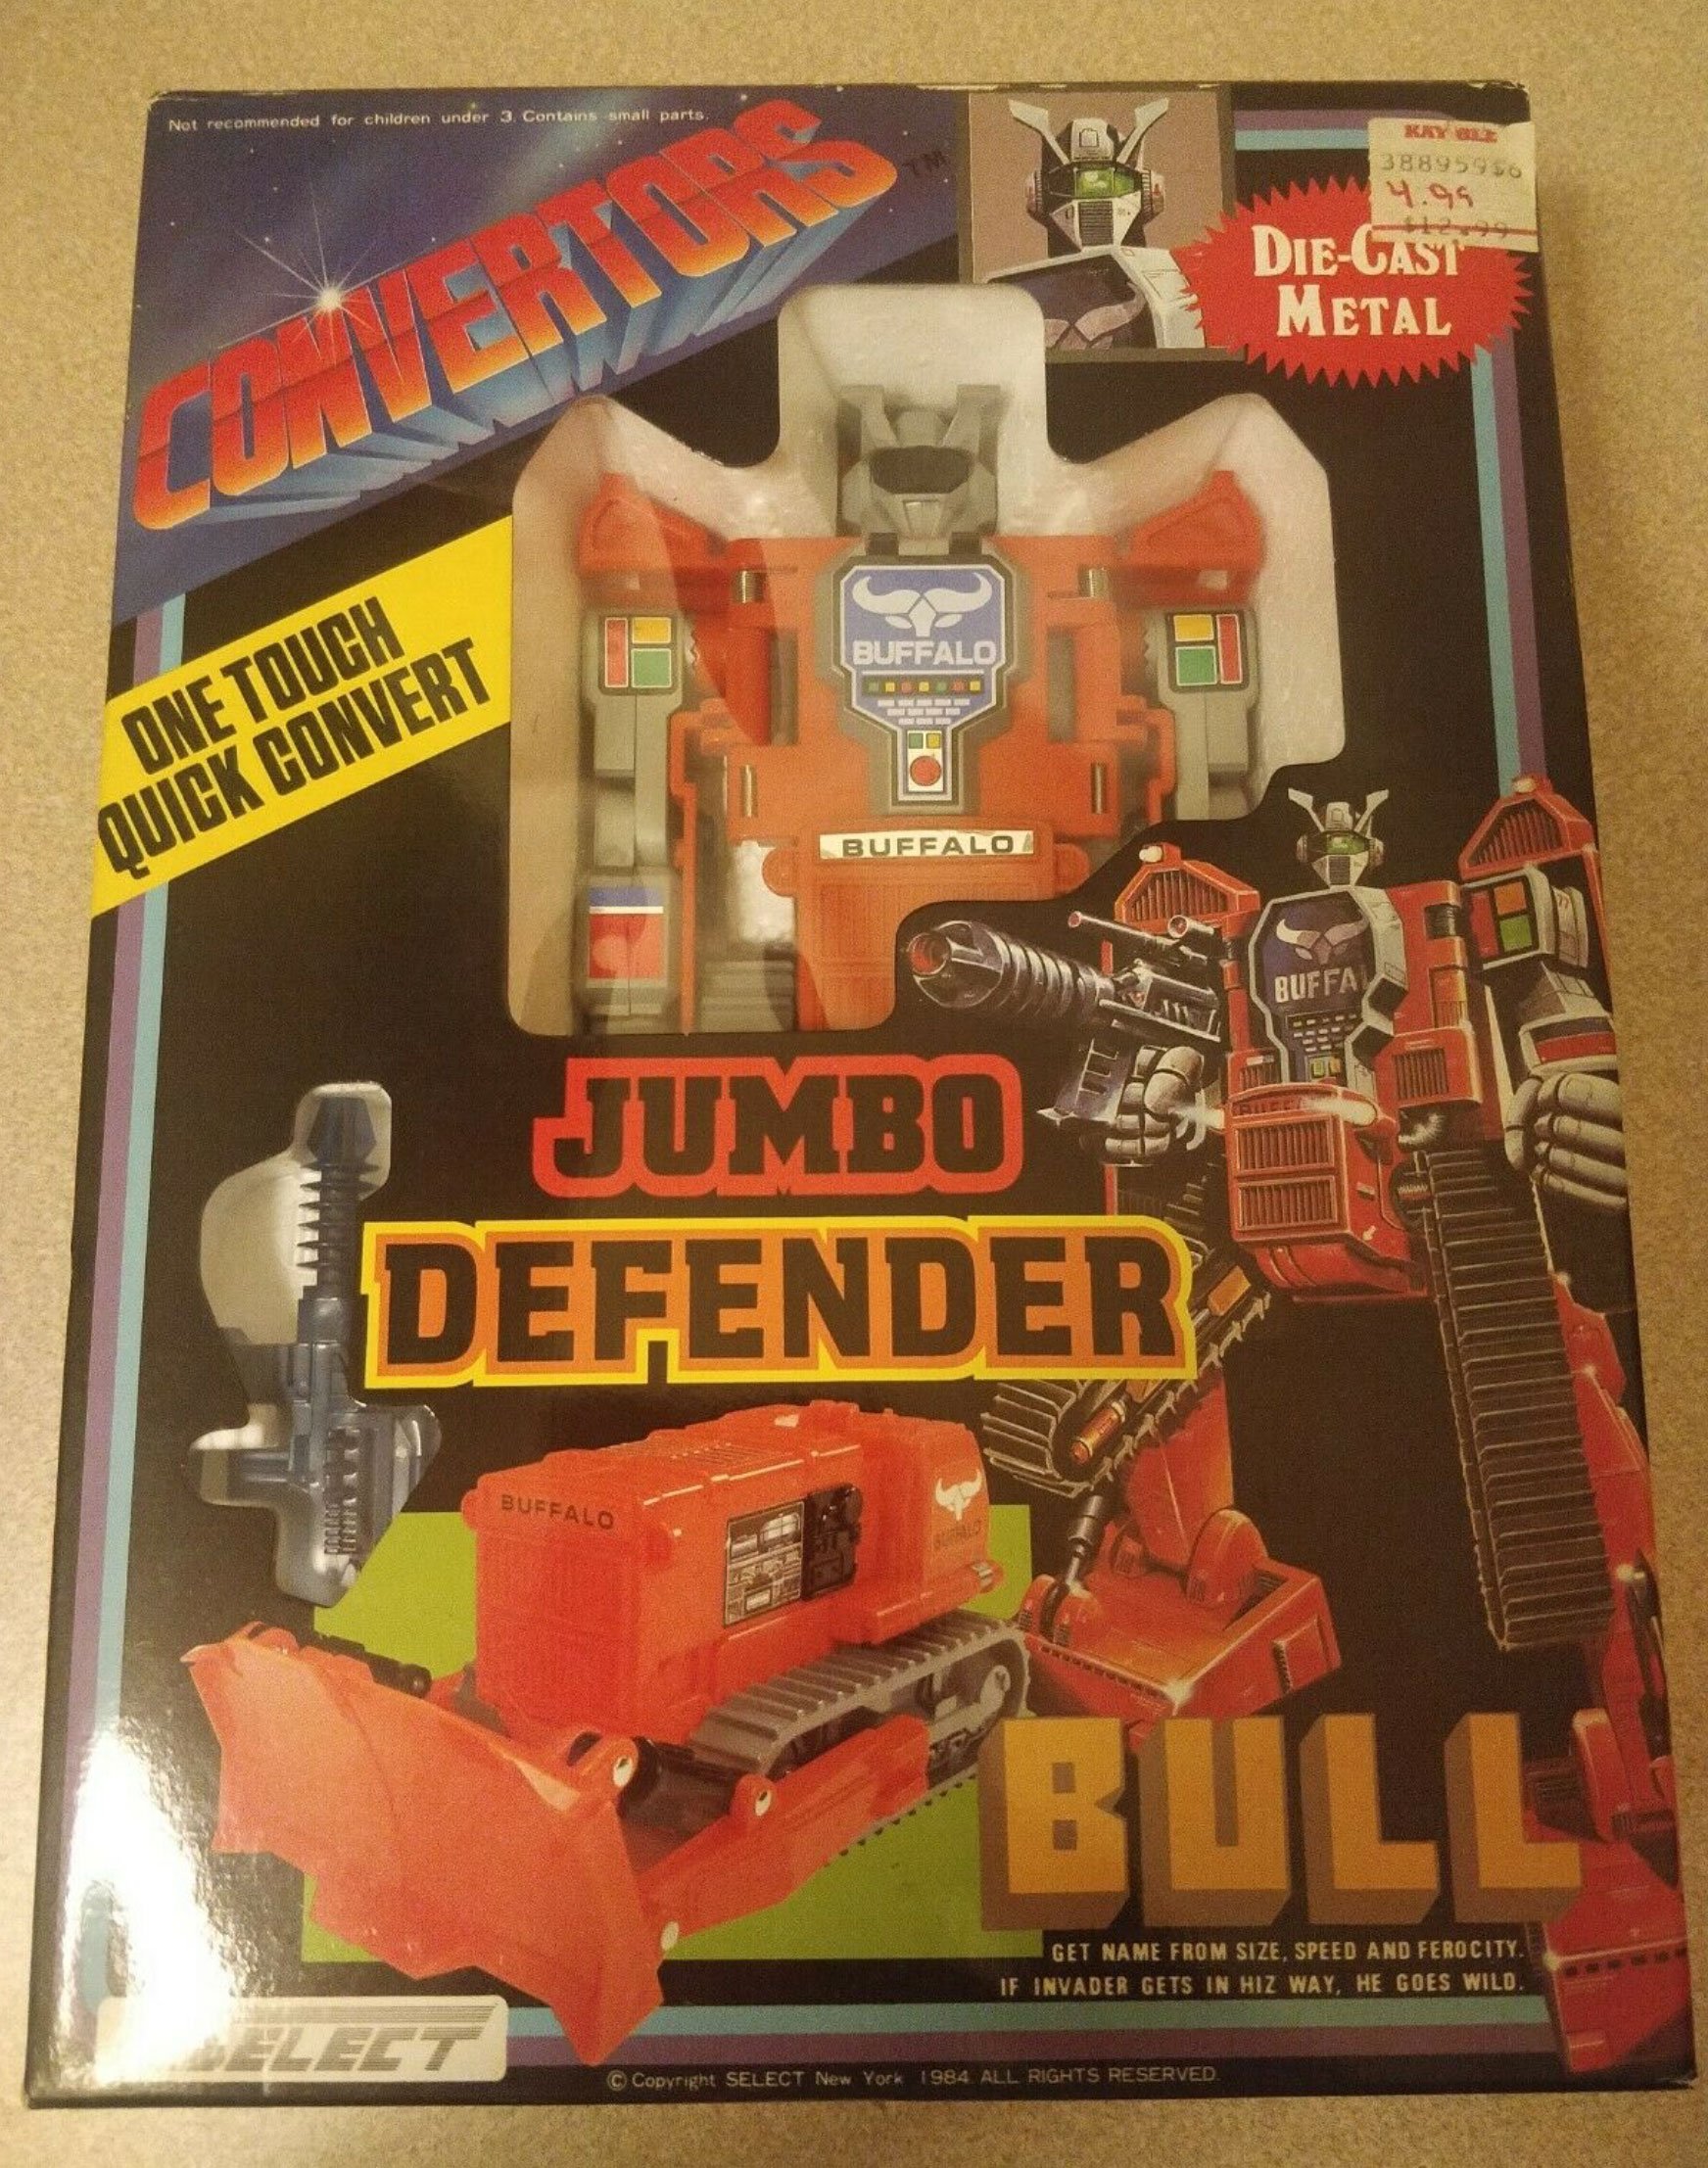 Not recommended for children under 3. Contains small parts.
CONVERTORS™
KAY BEE
38895956
4.99
$12.99
DIE-CAST
METAL
ONE TOUCH
QUICK CONVERT
BUFFALO
BUFFALO
BUFFA
BUFF
JUMBO
DEFENDER
BUFFALO
BUFFALO
BULL
GET NAME FROM SIZE, SPEED AND FEROCITY.
IF INVADER GETS IN HIZ WAY, HE GOES WILD.
SELECT
© Copyright SELECT New York 1984 ALL RIGHTS RESERVED.